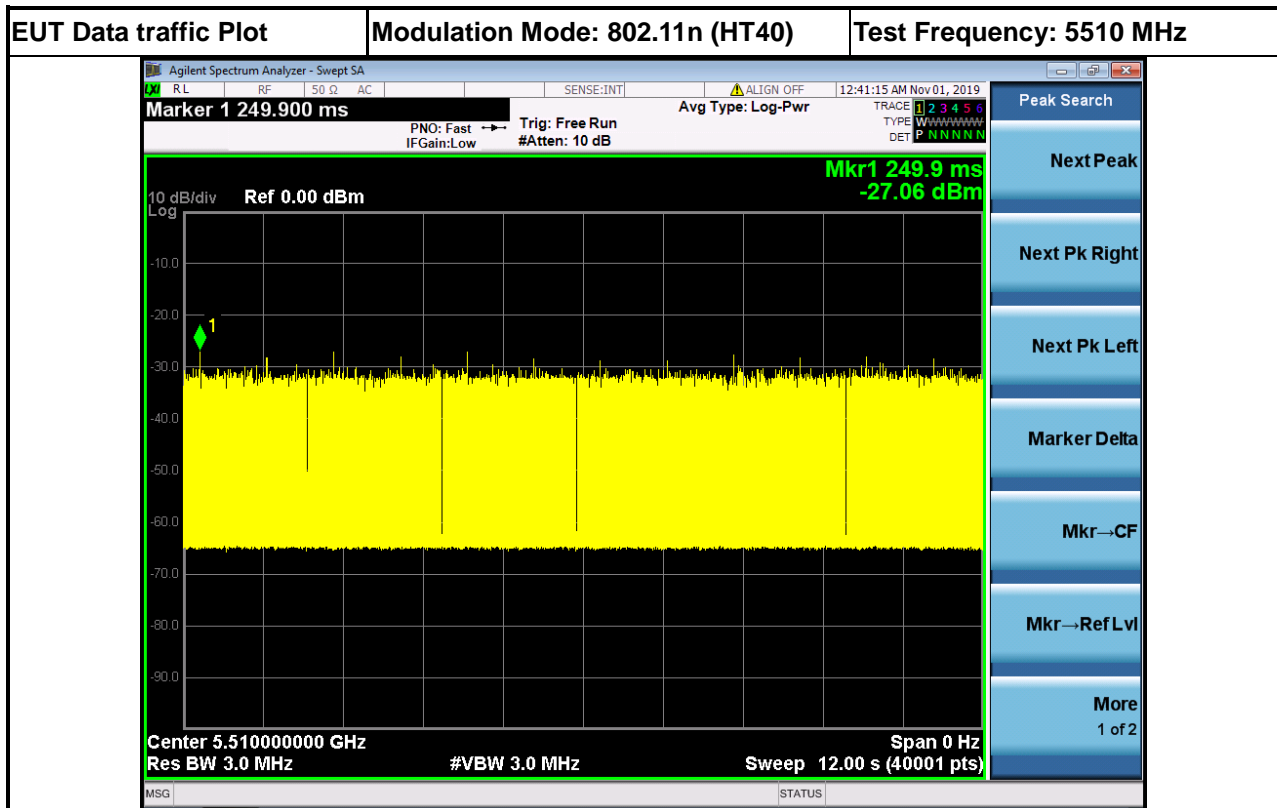 EUT Data traffic Plot Modulation Mode: 802.11n (HT40) Test Frequency: 5510 MHz
Agilent Spectrum Analyzer - Swept SA
LXI RL RF 50 Ω AC SENSE:INT ALIGN OFF 12:41:15 AM Nov 01, 2019
Marker 1 249.900 ms
PNO: Fast
IFGain:Low
Trig: Free Run
#Atten: 10 dB
Avg Type: Log-Pwr
TRACE 1 2 3 4 5 6
TYPE WWWWWW
DET P N N N N N
Peak Search
Next Peak
Next Pk Right
Next Pk Left
Marker Delta
Mkr→CF
Mkr→Ref Lvl
More
1 of 2
Mkr1 249.9 ms
-27.06 dBm
10 dB/div Ref 0.00 dBm
Log
-10.0
-20.0
1
-30.0
-40.0
-50.0
-60.0
-70.0
-80.0
-90.0
Center 5.510000000 GHz Span 0 Hz
Res BW 3.0 MHz #VBW 3.0 MHz Sweep 12.00 s (40001 pts)
MSG STATUS